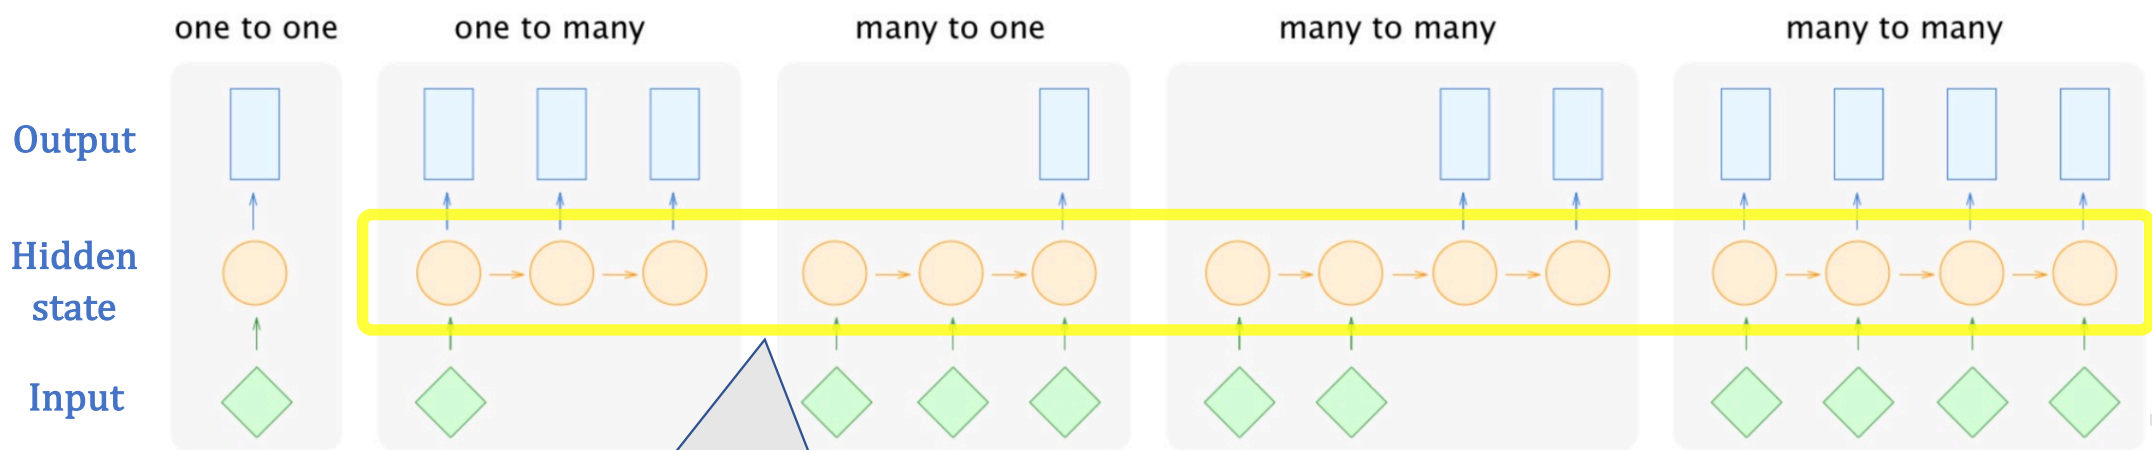 one to one
one to many
many to one
many to many
many to many
Output
Hidden
state
Input